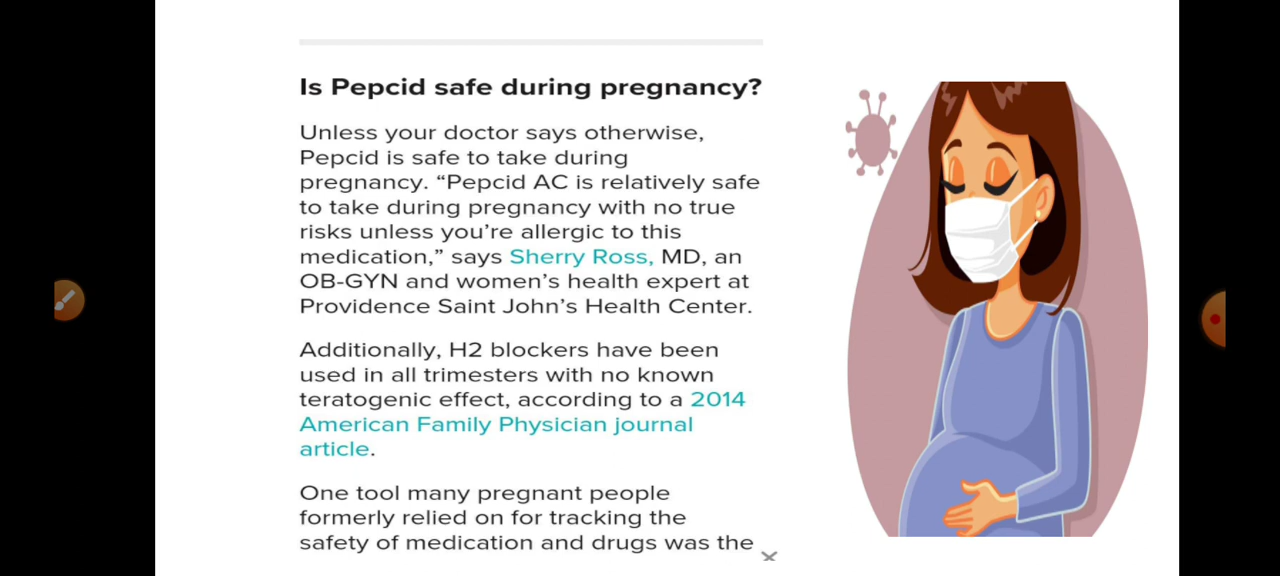 Is Pepcid safe during pregnancy?
Unless your doctor says otherwise,
Pepcid is safe to take during
pregnancy. “Pepcid AC is relatively safe
to take during pregnancy with no true
risks unless you’re allergic to this
medication,” says Sherry Ross, MD, an
OB-GYN and women’s health expert at
Providence Saint John’s Health Center.
Additionally, H2 blockers have been
used in all trimesters with no known
teratogenic effect, according to a 2014
American Family Physician journal
article.
One tool many pregnant people
formerly relied on for tracking the
safety of medication and drugs was the